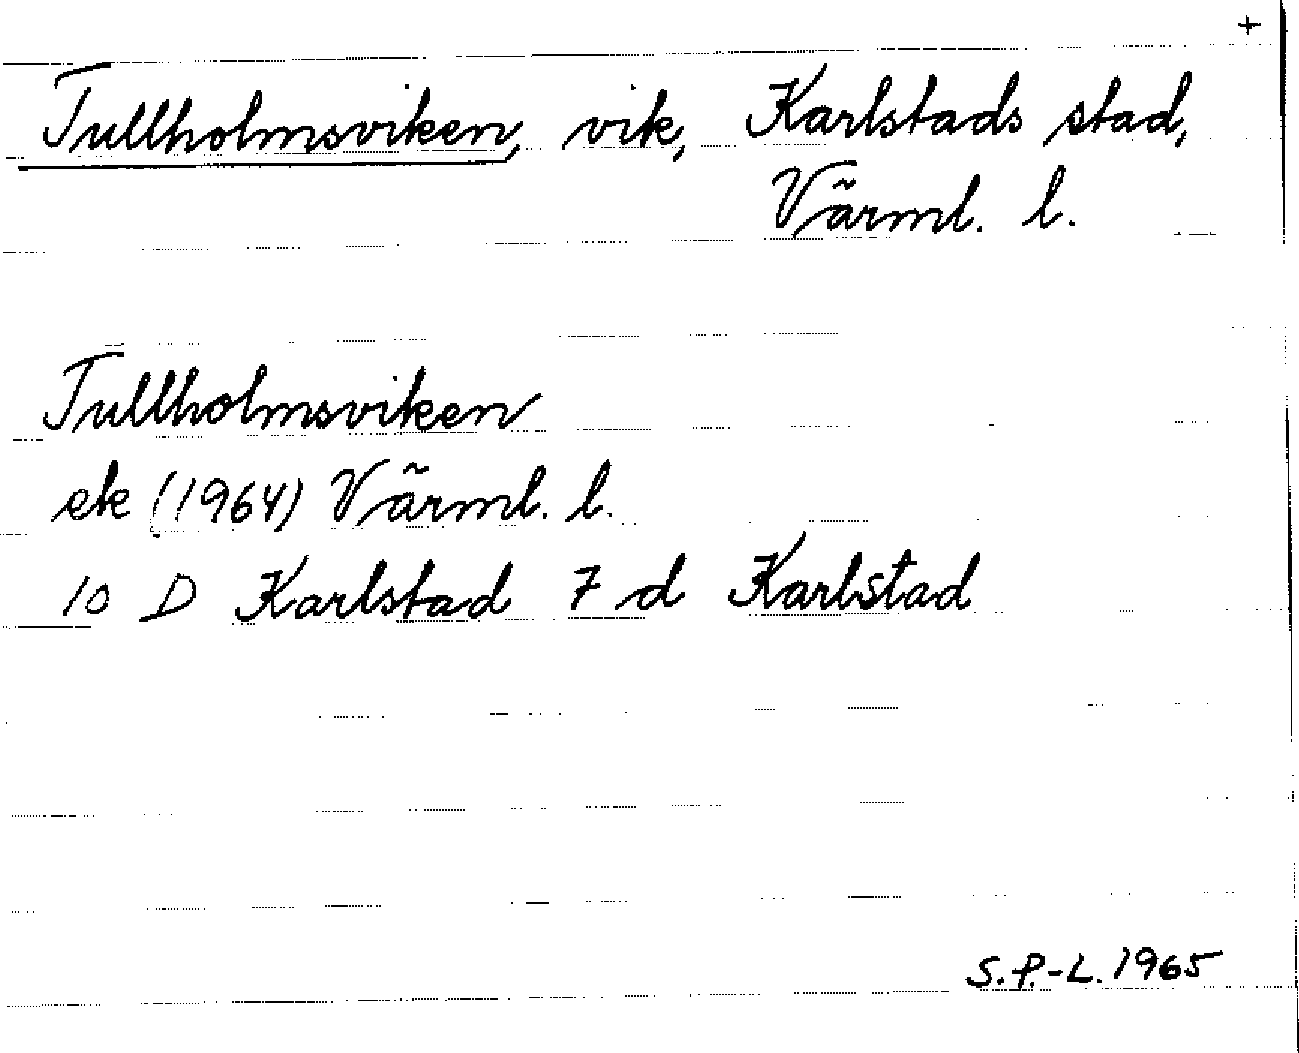 +
Tullholmsviken, vik, Karlstads stad,
Värml. l.
Tullholmsviken
ek (1964) Värml. l.
10 D Karlstad 7 d Karlstad
S.P.-L. 1965